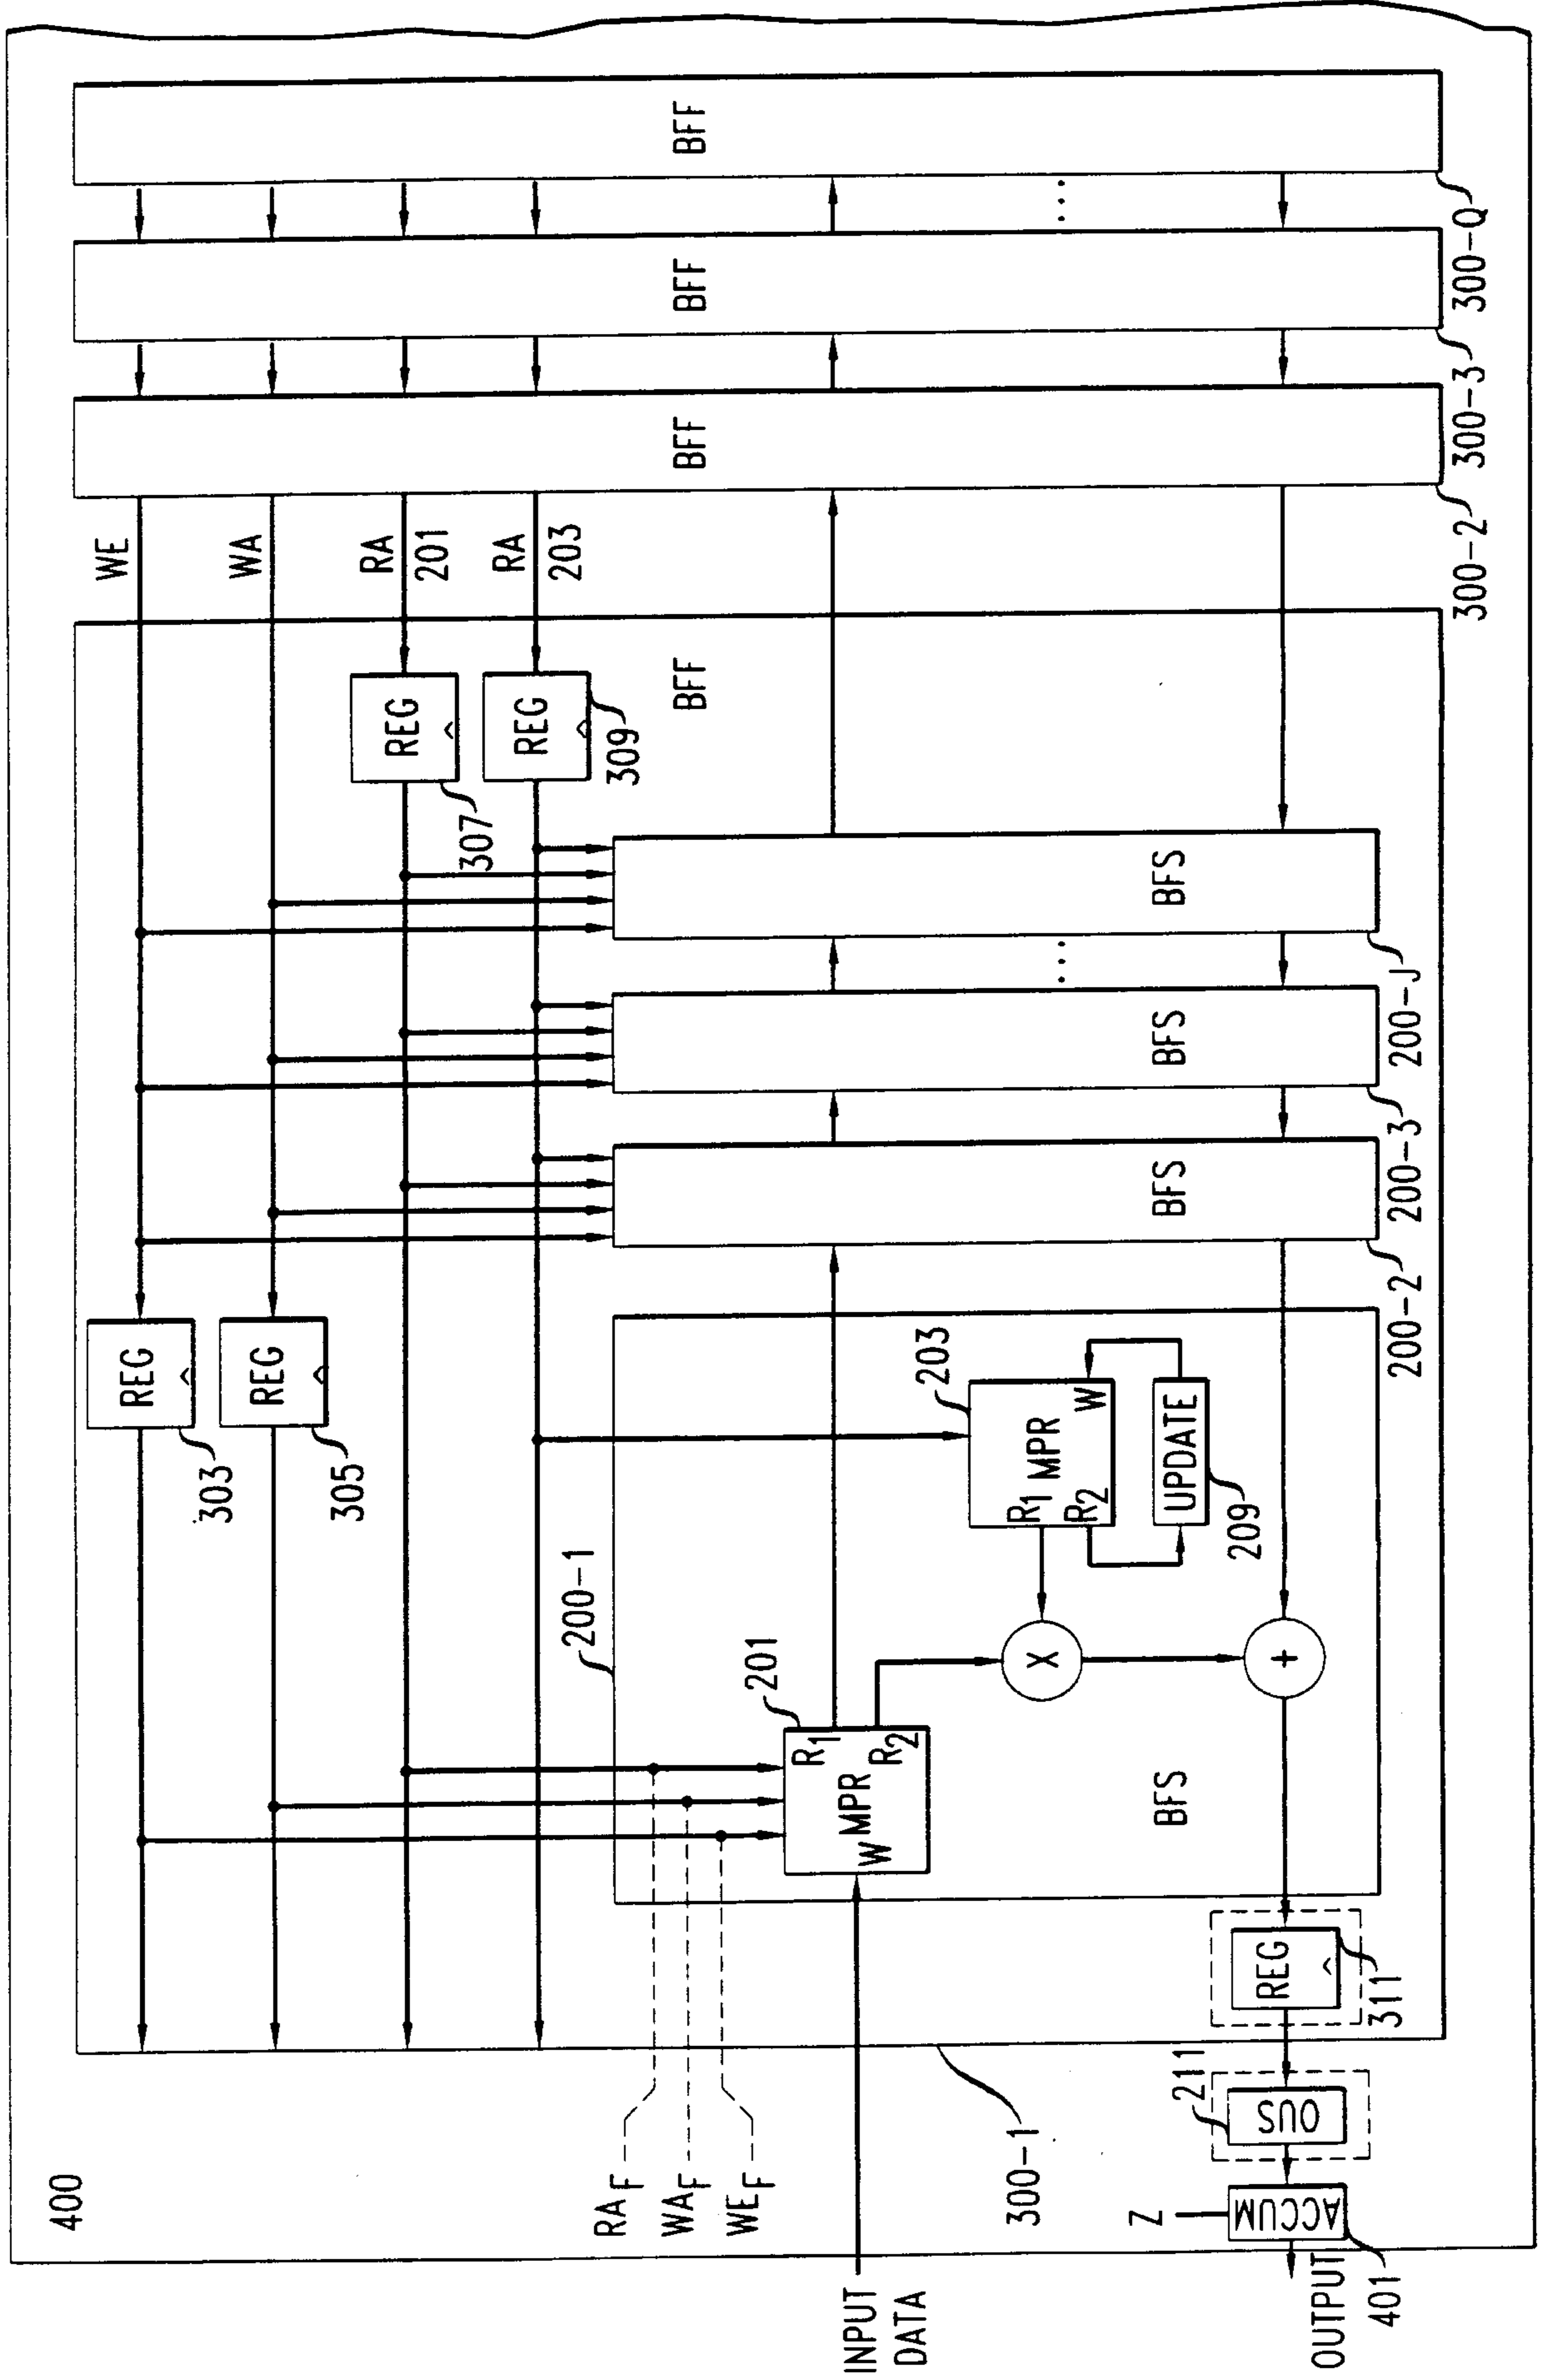 400
INPUT
DATA
RA F
WA F
WE F
300-1
Z
ACCUM
401
OUTPUT
OUS
211
REG
311
BFS
W MPR R1 R2
201
200-1
X
+
R1 MPR
R2
W
203
UPDATE
209
REG
303
REG
305
BFS
200-2
BFS
200-3
...
BFS
200-J
REG
307
REG
309
BFF
WE
WA
RA
201
RA
203
BFF
300-2
BFF
300-3
...
BFF
300-Q